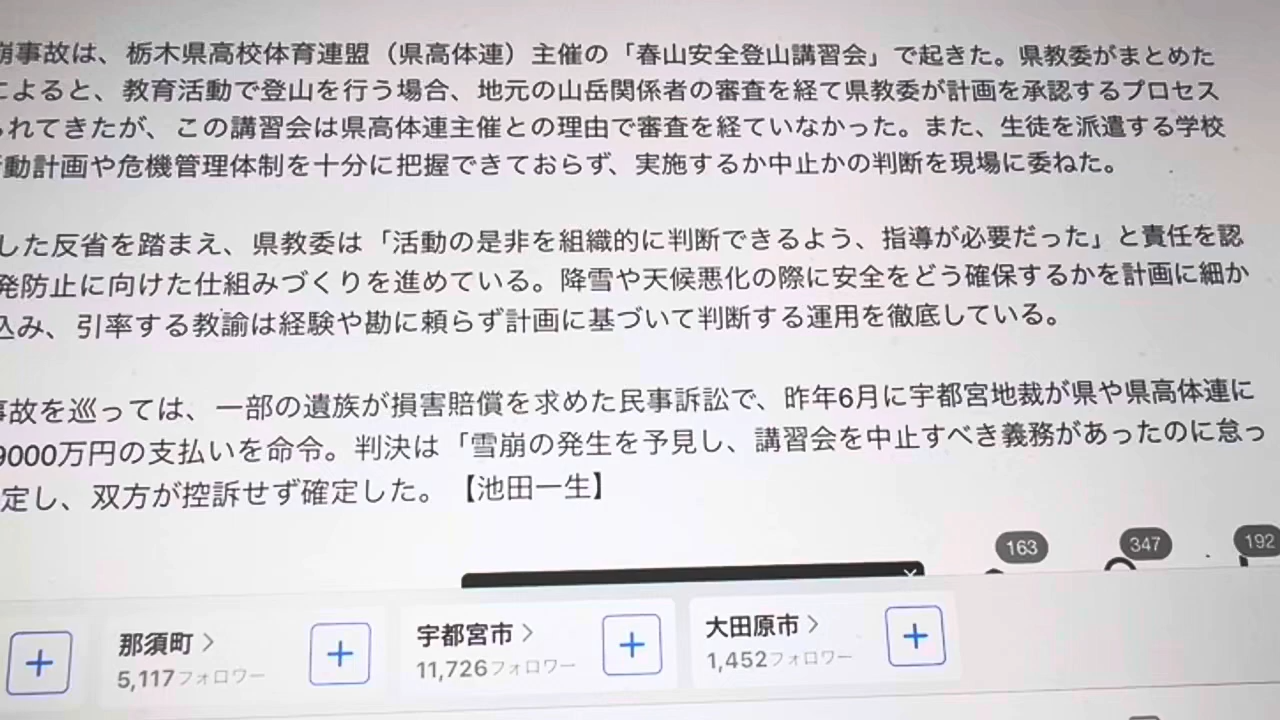 崩事故は、栃木県高校体育連盟（県高体連）主催の「春山安全登山講習会」で起きた。県教委がまとめた
によると、教育活動で登山を行う場合、地元の山岳関係者の審査を経て県教委が計画を承認するプロセス
られてきたが、この講習会は県高体連主催との理由で審査を経ていなかった。また、生徒を派遣する学校
動計画や危機管理体制を十分に把握できておらず、実施するか中止かの判断を現場に委ねた。
した反省を踏まえ、県教委は「活動の是非を組織的に判断できるよう、指導が必要だった」と責任を認
発防止に向けた仕組みづくりを進めている。降雪や天候悪化の際に安全をどう確保するかを計画に細か
込み、引率する教諭は経験や勘に頼らず計画に基づいて判断する運用を徹底している。
事故を巡っては、一部の遺族が損害賠償を求めた民事訴訟で、昨年6月に宇都宮地裁が県や県高体連に
9000万円の支払いを命令。判決は「雪崩の発生を予見し、講習会を中止すべき義務があったのに怠っ
定し、双方が控訴せず確定した。【池田一生】
163 347 192
那須町 宇都宮市 大田原市
5,117フォロワー 11,726フォロワー 1,452フォロワー